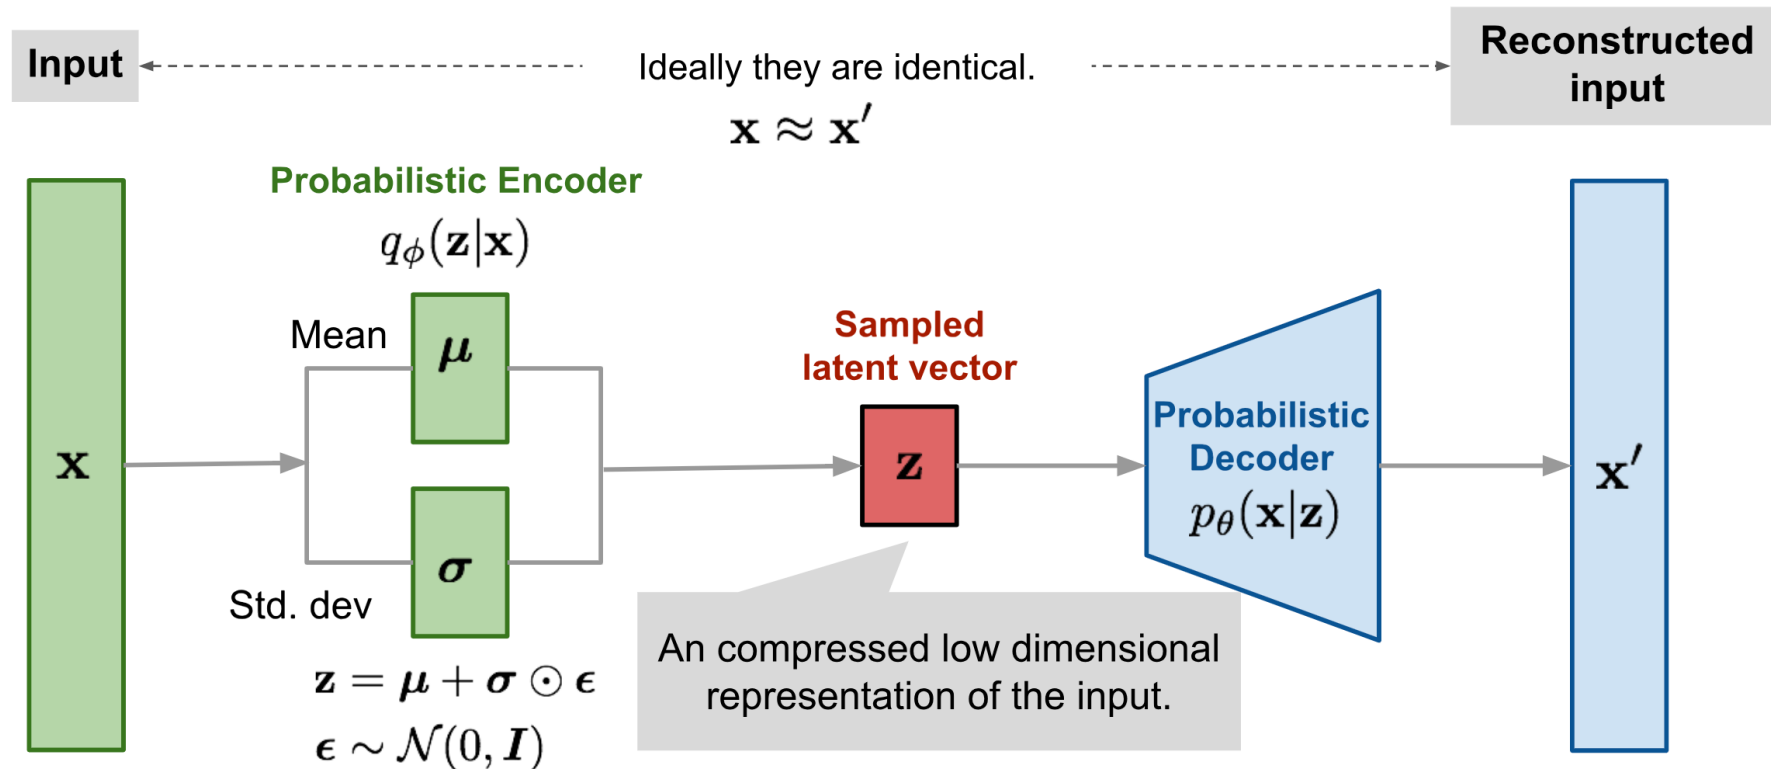 Input
Ideally they are identical.
x ≈ x′
Reconstructed
input
Probabilistic Encoder
qϕ(z|x)
Mean
μ
Sampled
latent vector
x
z
Probabilistic
Decoder
pθ(x|z)
x′
σ
Std. dev
z = μ + σ ⊙ ϵ
ϵ ∼ 𝒩(0, I)
An compressed low dimensional
representation of the input.